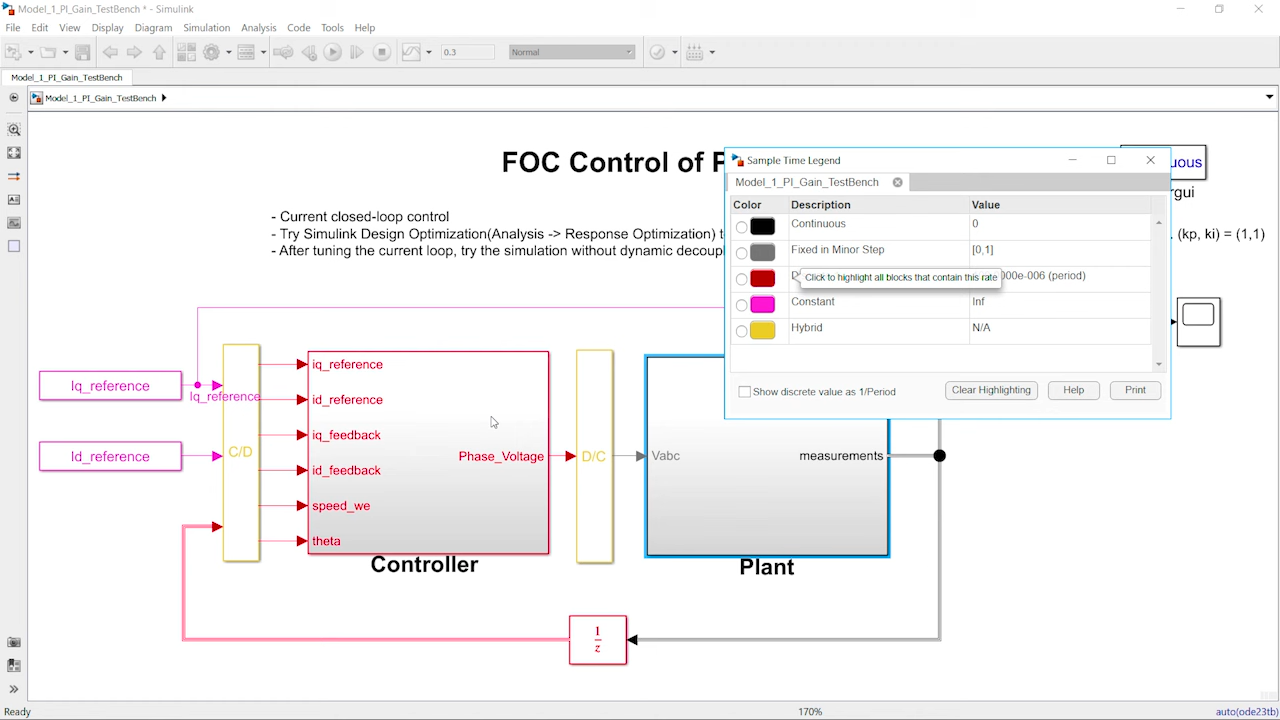 Model_1_PI_Gain_TestBench * - Simulink
File Edit View Display Diagram Simulation Analysis Code Tools Help
0.3 Normal
Model_1_PI_Gain_TestBench
Model_1_PI_Gain_TestBench
FOC Control of P
- Current closed-loop control
- Try Simulink Design Optimization(Analysis -> Response Optimization) t
- After tuning the current loop, try the simulation without dynamic decoup
uous
gui
. (kp, ki) = (1,1)
Sample Time Legend
Model_1_PI_Gain_TestBench
Color Description Value
Continuous 0
Fixed in Minor Step [0,1]
D 000e-006 (period)
Click to highlight all blocks that contain this rate
Constant Inf
Hybrid N/A
Show discrete value as 1/Period Clear Highlighting Help Print
Iq_reference
Iq_reference
Id_reference
C/D
iq_reference
id_reference
iq_feedback
id_feedback
speed_we
theta
Phase_Voltage
Controller
D/C
Vabc
measurements
Plant
1
z
Ready 170% auto(ode23tb)